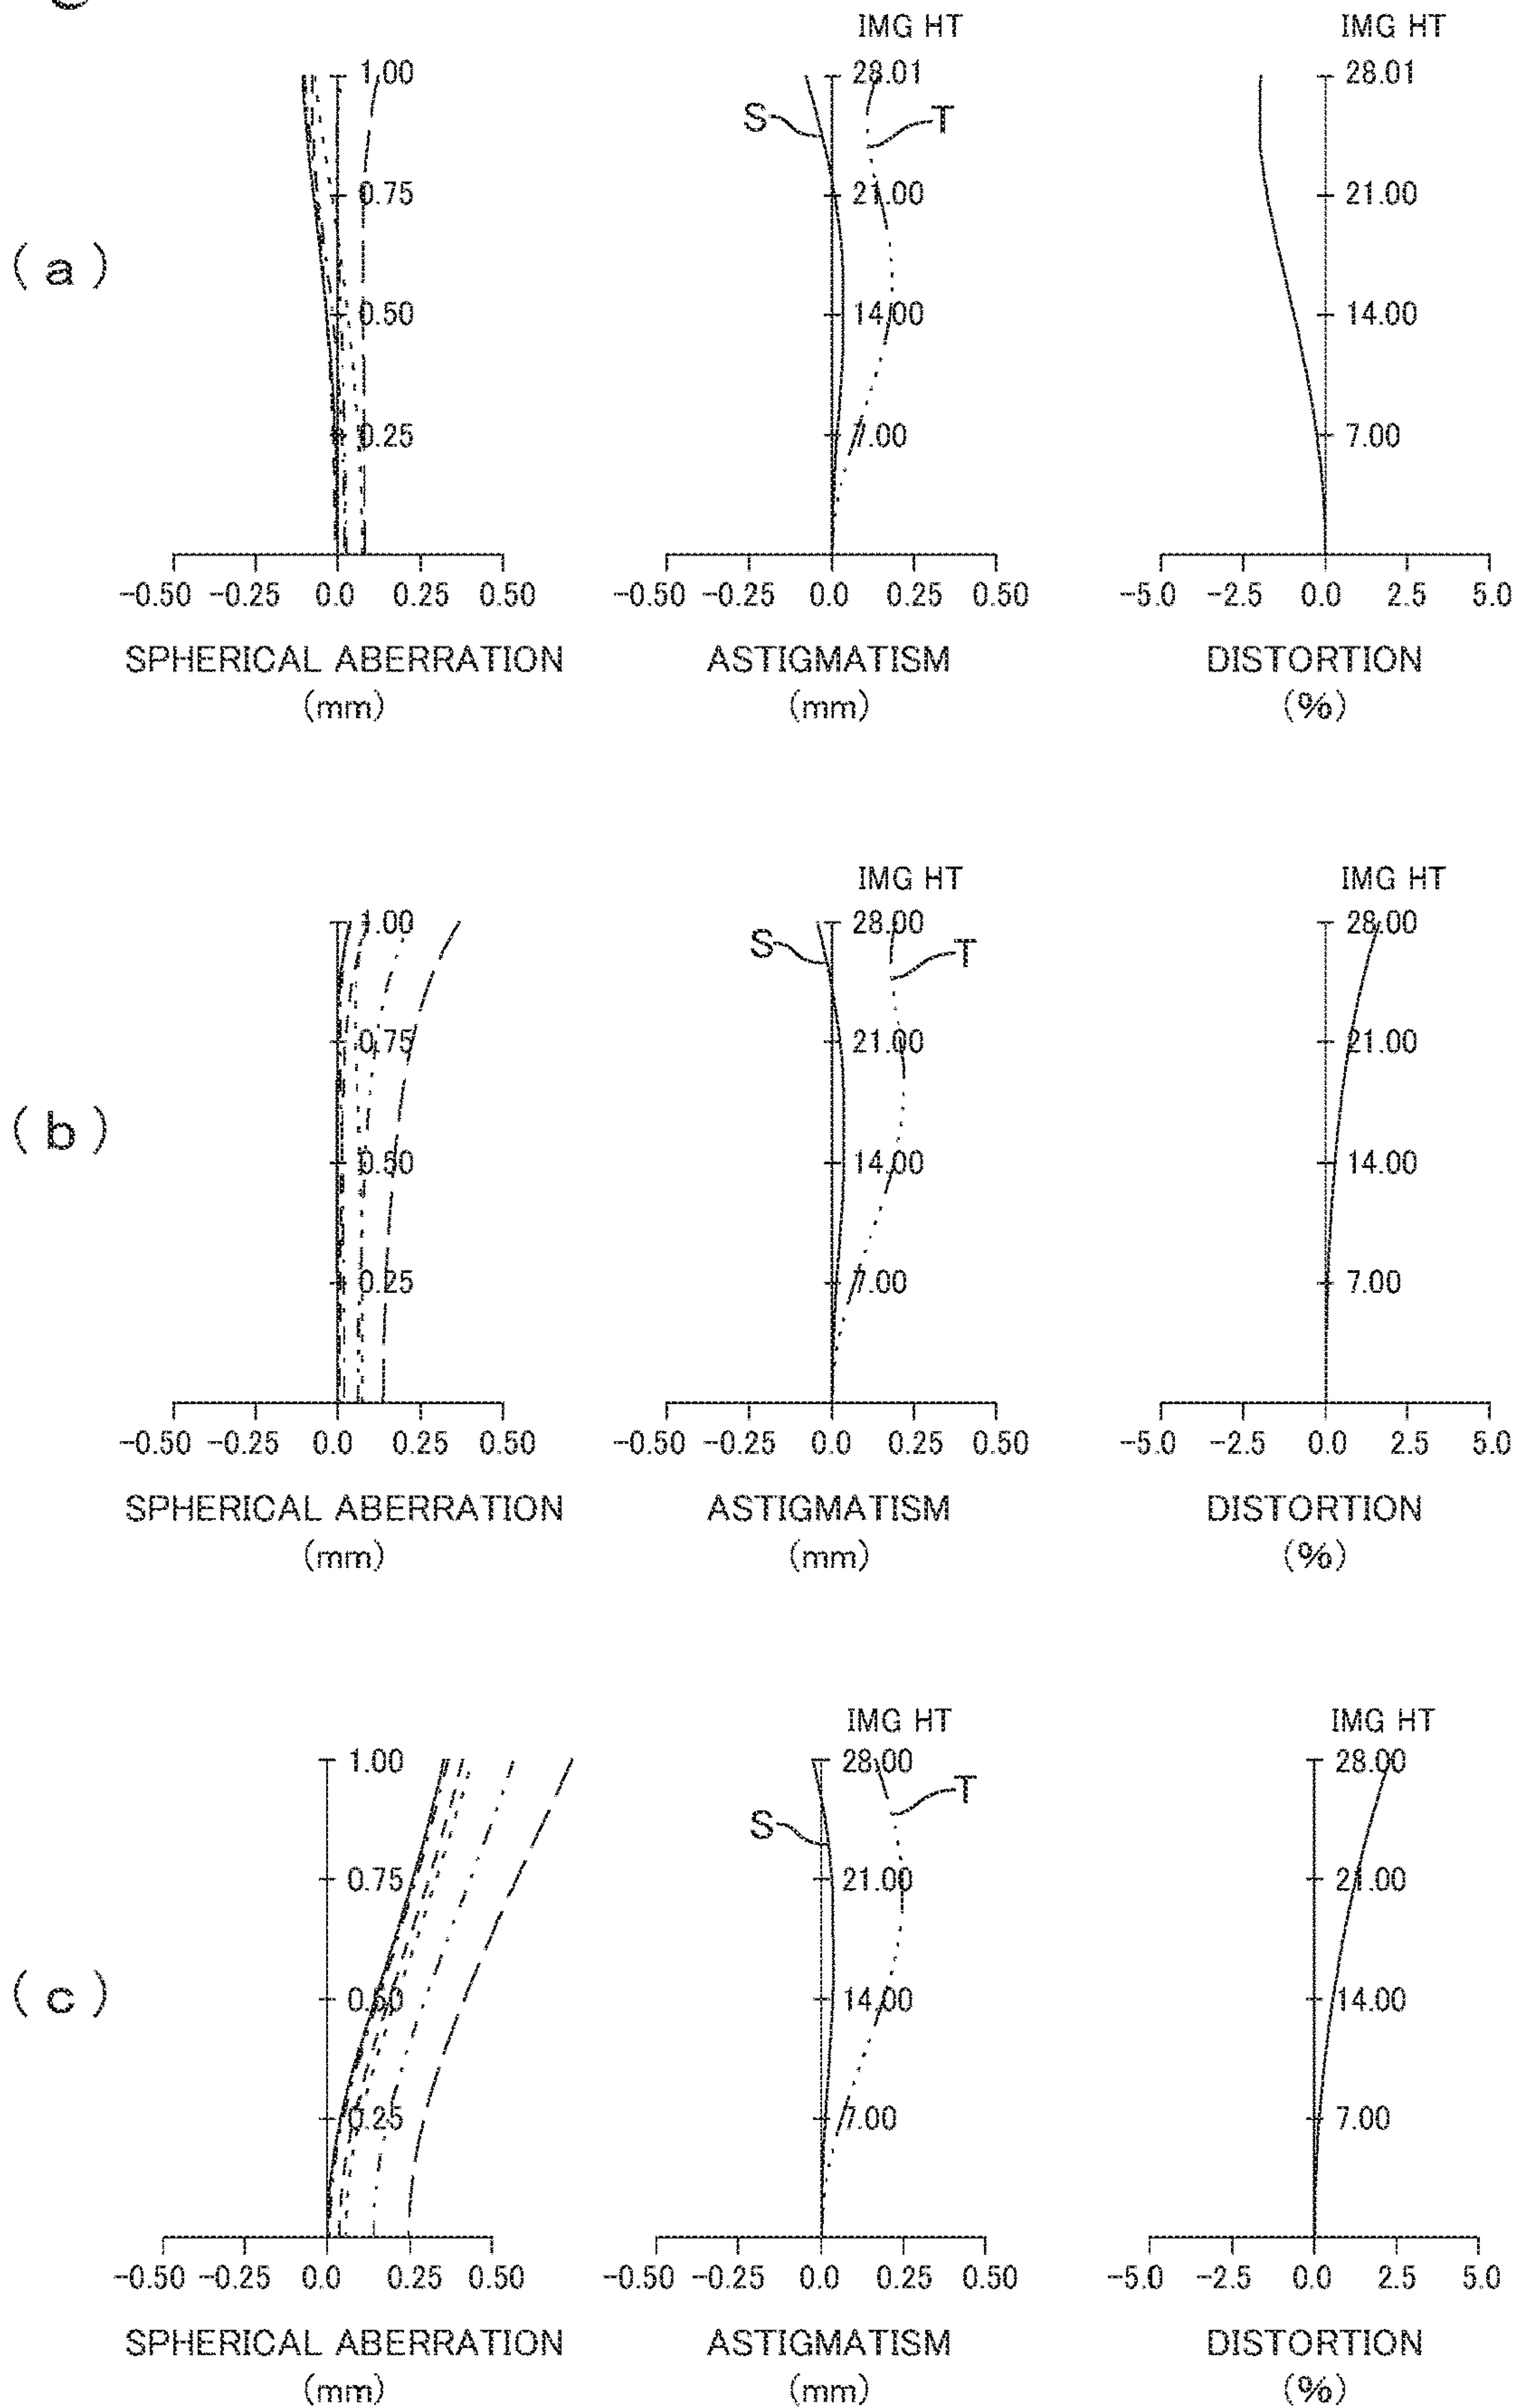 IMG HT IMG HT
1.00 28.01 28.01
S T
0.75 21.00 21.00
(a)
0.50 14.00 14.00
0.25 7.00 7.00
-0.50 -0.25 0.0 0.25 0.50 -0.50 -0.25 0.0 0.25 0.50 -5.0 -2.5 0.0 2.5 5.0
SPHERICAL ABERRATION ASTIGMATISM DISTORTION
(mm) (mm) (%)
IMG HT IMG HT
1.00 28.00 28.00
S T
0.75 21.00 21.00
(b)
0.50 14.00 14.00
0.25 7.00 7.00
-0.50 -0.25 0.0 0.25 0.50 -0.50 -0.25 0.0 0.25 0.50 -5.0 -2.5 0.0 2.5 5.0
SPHERICAL ABERRATION ASTIGMATISM DISTORTION
(mm) (mm) (%)
IMG HT IMG HT
1.00 28.00 28.00
T
S
0.75 21.00 21.00
(c)
0.50 14.00 14.00
0.25 7.00 7.00
-0.50 -0.25 0.0 0.25 0.50 -0.50 -0.25 0.0 0.25 0.50 -5.0 -2.5 0.0 2.5 5.0
SPHERICAL ABERRATION ASTIGMATISM DISTORTION
(mm) (mm) (%)